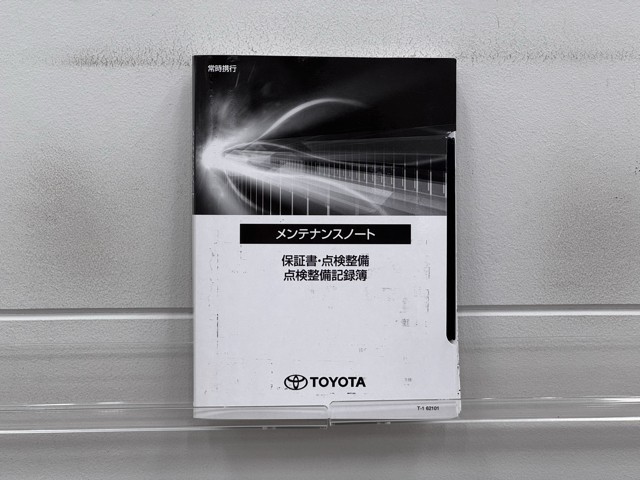 常時携行
メンテナンスノート
保証書・点検整備
点検整備記録簿
TOYOTA
T-1 62101